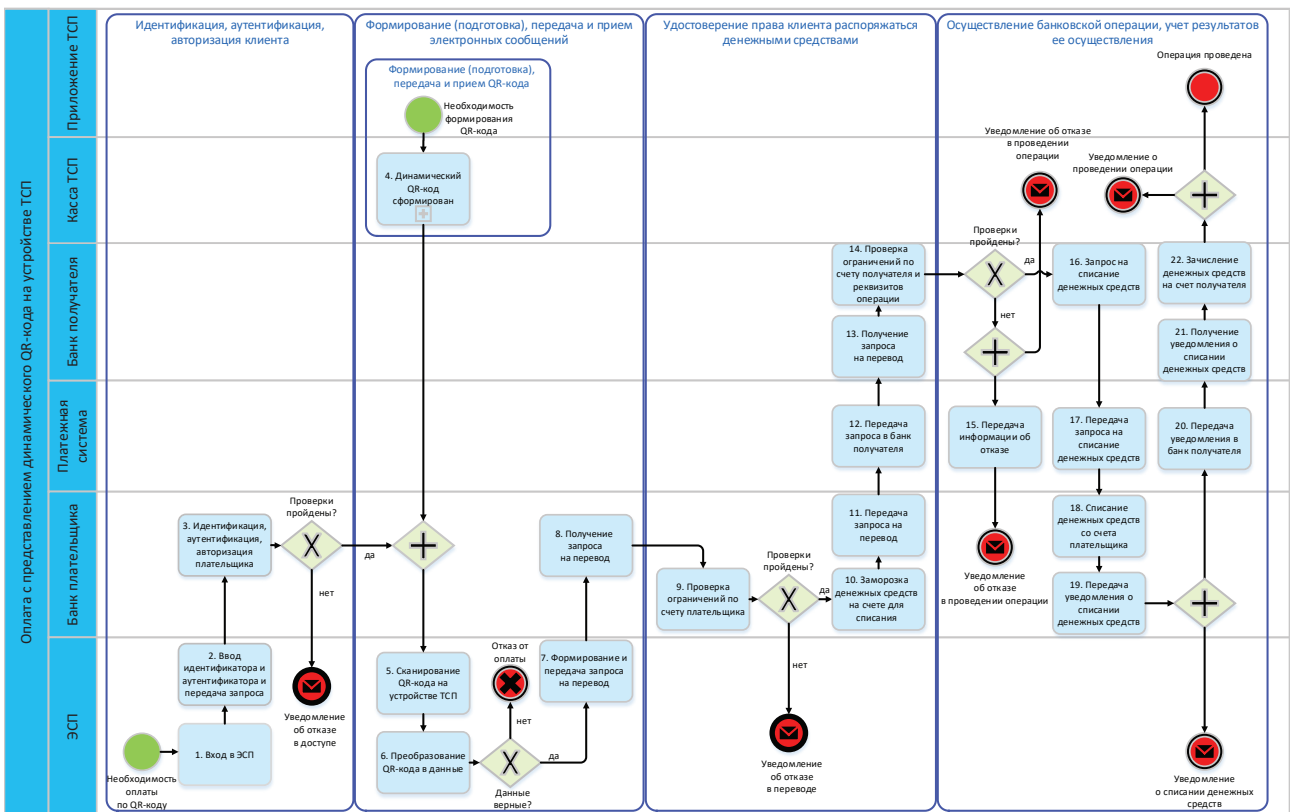 Оплата с представлением динамического QR-кода на устройстве ТСП
Приложение ТСП
Касса ТСП
Банк получателя
Платежная
система
Банк плательщика
ЭСП
Идентификация, аутентификация,
авторизация клиента
Необходимость
оплаты
по QR-коду
1. Вход в ЭСП
2. Ввод
идентификатора и
аутентификатора и
передача запроса
3. Идентификация,
аутентификация,
авторизация
плательщика
Проверки
пройдены?
X
да
нет
Уведомление
об отказе
в доступе
Формирование (подготовка), передача и прием
электронных сообщений
Формирование (подготовка),
передача и прием QR-кода
Необходимость
формирования
QR-кода
4. Динамический
QR-код
сформирован
5. Сканирование
QR-кода на
устройстве ТСП
6. Преобразование
QR-кода в данные
X
Данные
верные?
нет
да
Отказ от
оплаты
7. Формирование и
передача запроса
на перевод
8. Получение
запроса
на перевод
Удостоверение права клиента распоряжаться
денежными средствами
9. Проверка
ограничений по
счету плательщика
Проверки
пройдены?
X
да
нет
Уведомление
об отказе
в переводе
10. Заморозка
денежных средств
на счете для
списания
11. Передача
запроса на
перевод
12. Передача
запроса в банк
получателя
13. Получение
запроса
на перевод
14. Проверка
ограничений по
счету получателя и
реквизитов
операции
Осуществление банковской операции, учет результатов
ее осуществления
Проверки
пройдены?
X
да
нет
Уведомление об отказе
в проведении
операции
15. Передача
информации об
отказе
Уведомление
об отказе
в проведении операции
16. Запрос на
списание
денежных средств
17. Передача
запроса на
списание
денежных средств
18. Списание
денежных средств
со счета
плательщика
19. Передача
уведомления о
списании
денежных средств
Уведомление
о списании денежных
средств
20. Передача
уведомления в
банк получателя
21. Получение
уведомления о
списании
денежных средств
22. Зачисление
денежных средств
на счет получателя
Уведомление о
проведении операции
Операция проведена